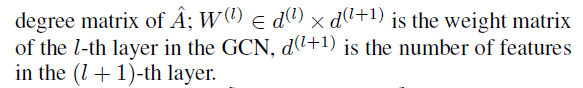 degree matrix of Â; W⁽ˡ⁾ ∈ d⁽ˡ⁾ × d⁽ˡ⁺¹⁾ is the weight matrix
of the l-th layer in the GCN, d⁽ˡ⁺¹⁾ is the number of features
in the (l + 1)-th layer.